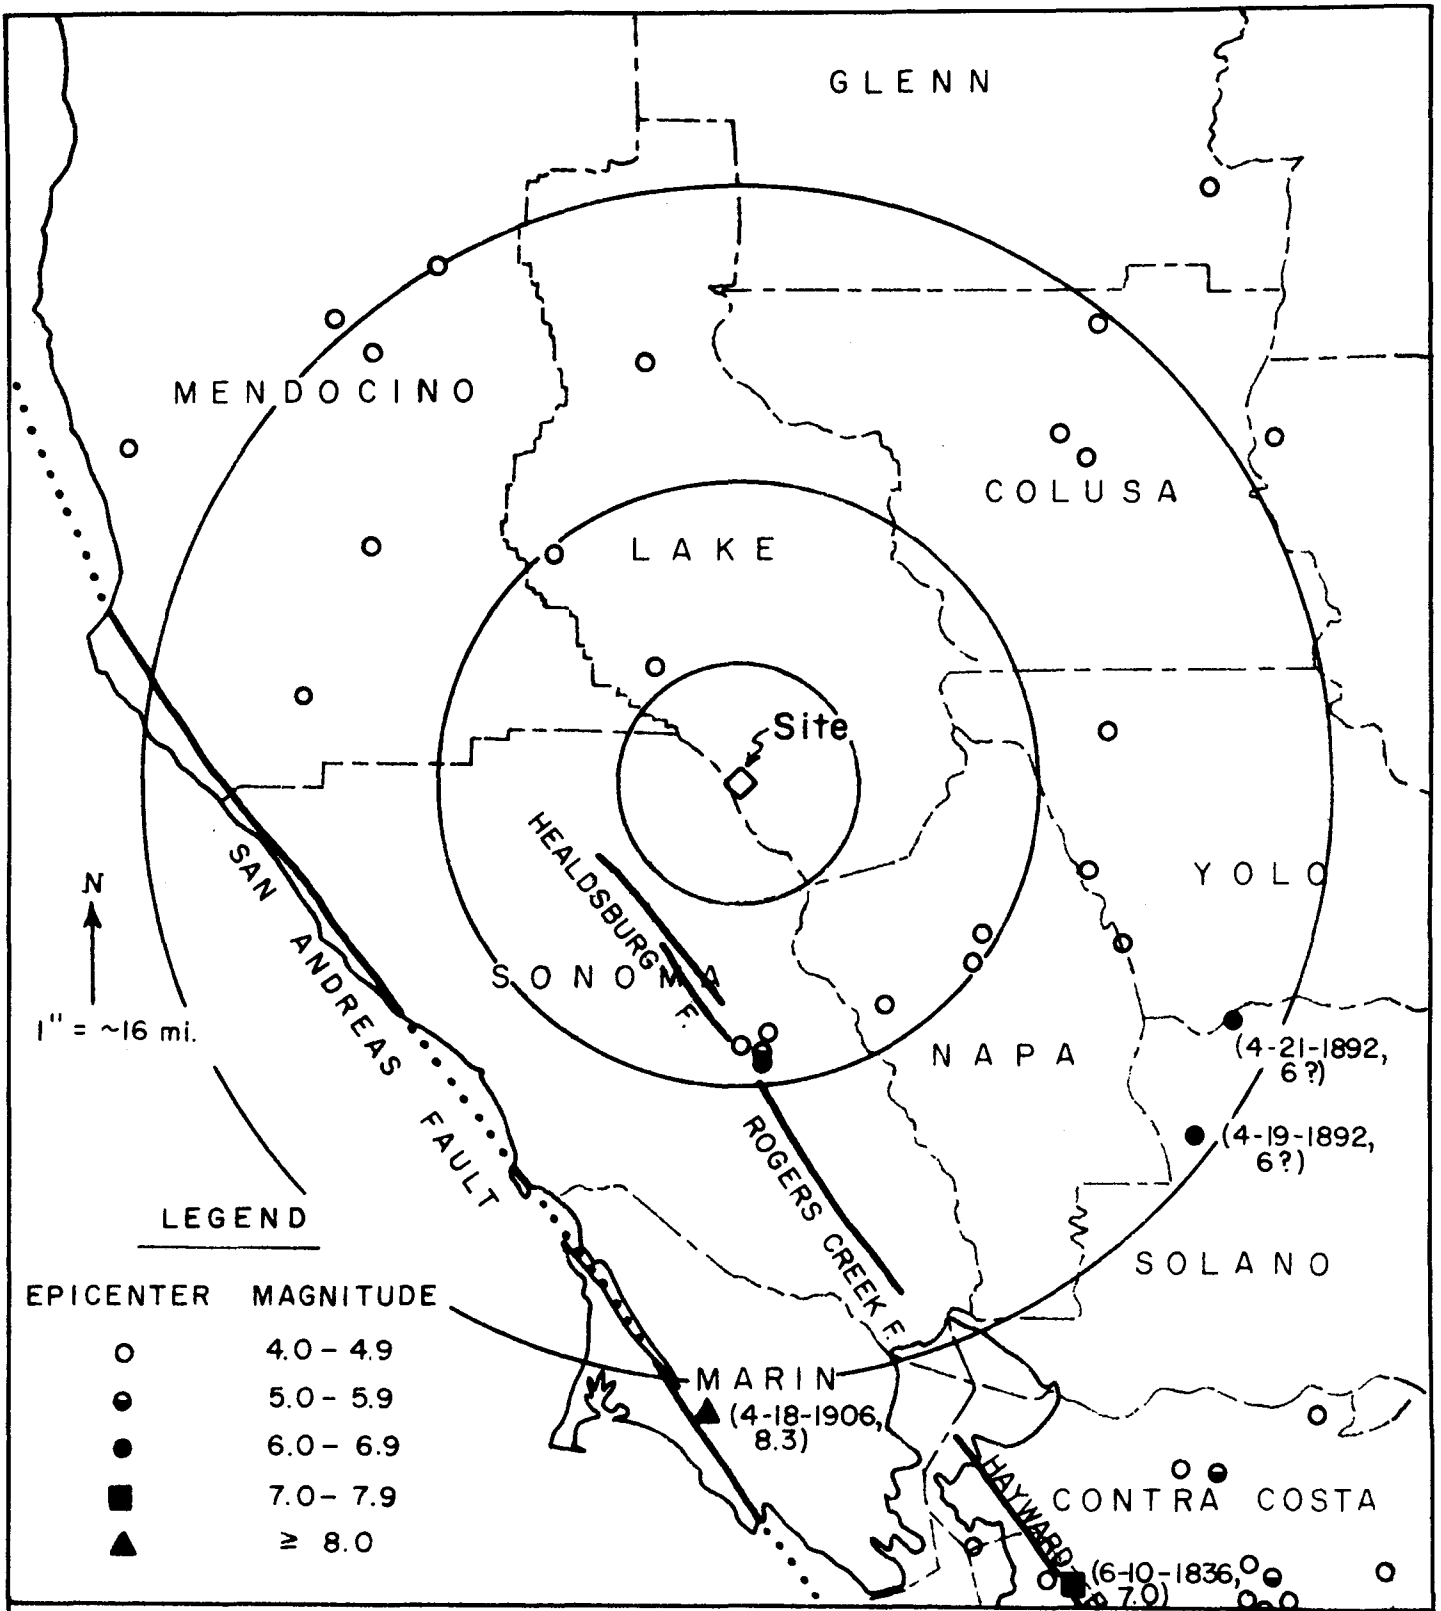 GLENN
MENDOCINO
COLUSA
LAKE
Site
HEALDSBURG F.
YOLO
SAN ANDREAS FAULT
N
1" = ~16 mi.
SONOMA
NAPA
(4-21-1892,
6?)
(4-19-1892,
6?)
ROGERS CREEK F.
SOLANO
LEGEND
EPICENTER MAGNITUDE
4.0 - 4.9
5.0 - 5.9
6.0 - 6.9
7.0 - 7.9
≥ 8.0
MARIN
(4-18-1906,
8.3)
HAYWARD F.
CONTRA COSTA
(6-10-1836,
7.0)